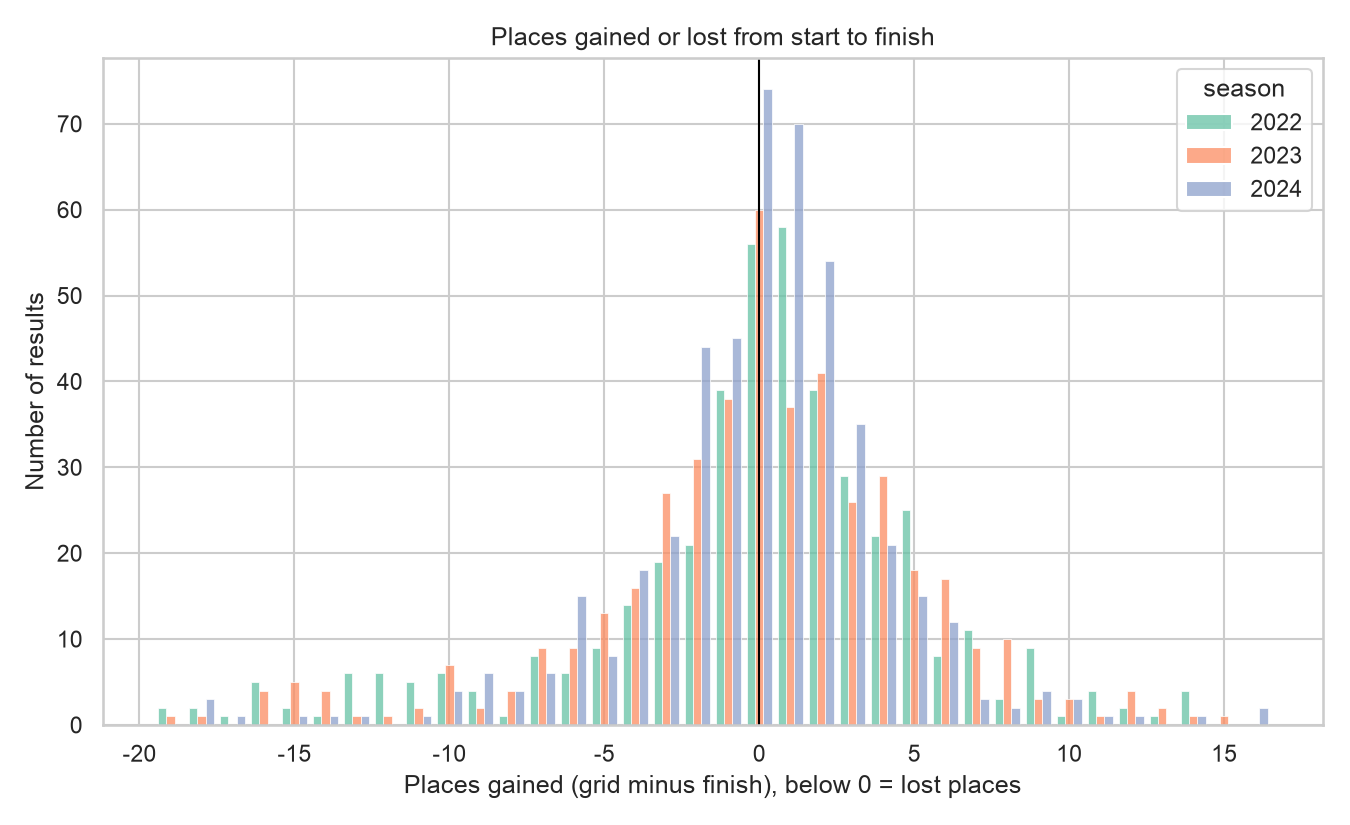 Places gained or lost from start to finish
season
2022
2023
2024
70
60
50
40
30
20
10
0
Number of results
-20 -15 -10 -5 0 5 10 15
Places gained (grid minus finish), below 0 = lost places